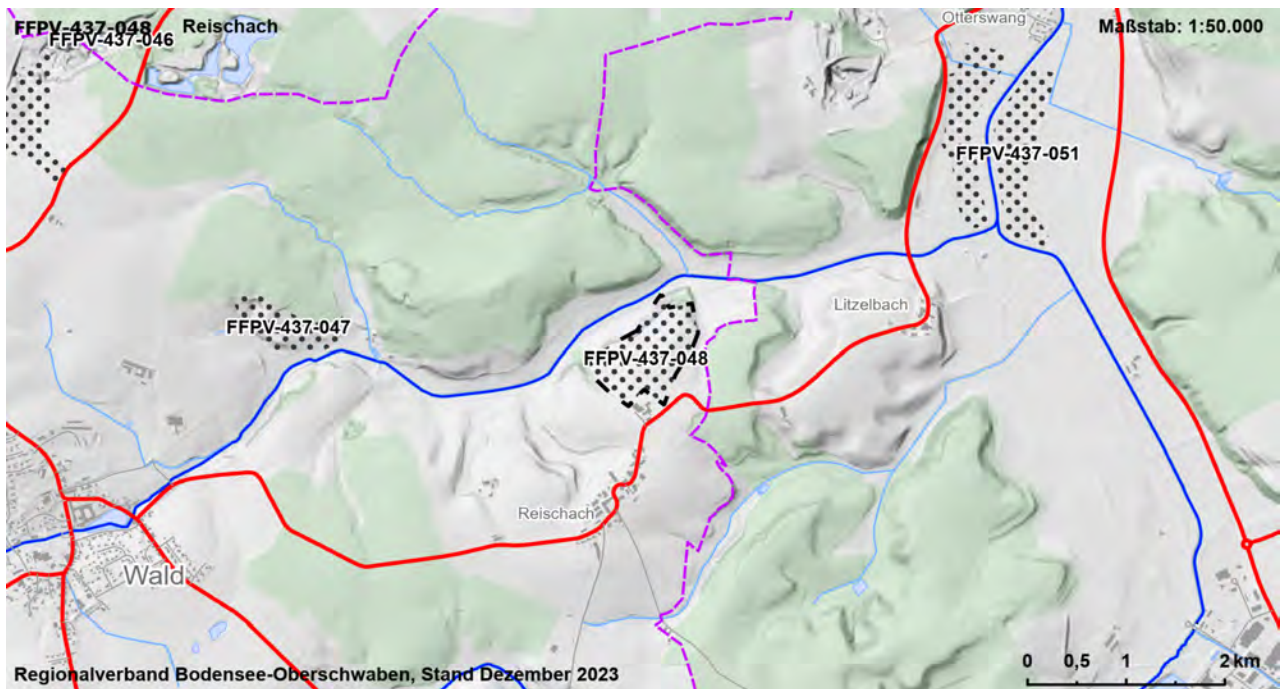 FFPV-437-048 Reischach
FFPV-437-046
Otterswang
Maßstab: 1:50.000
FFPV-437-051
Litzelbach
FFPV-437-047
FFPV-437-048
Reischach
Wald
Regionalverband Bodensee-Oberschwaben, Stand Dezember 2023
0 0,5 1 2 km